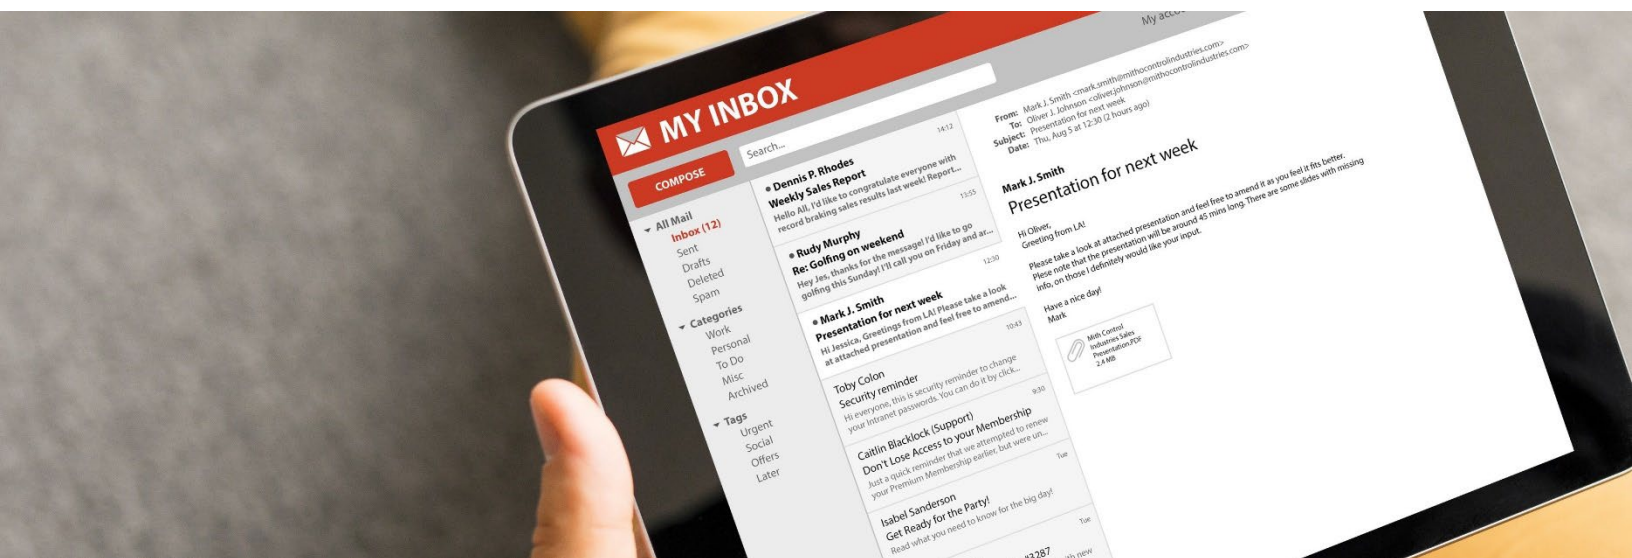 My acco
MY INBOX
COMPOSE
Search...
All Mail
Inbox (12)
Sent
Drafts
Deleted
Spam
Categories
Work
Personal
To Do
Misc
Archived
Tags
Urgent
Social
Offers
Later
Dennis P. Rhodes 14:12
Weekly Sales Report
Hello All, I'd like to congratulate everyone with
record braking sales results last week! Report...
Rudy Murphy 13:55
Re: Golfing on weekend
Hey Jes, thanks for the message! I'd like to go
golfing this Sunday! I'll call you on Friday and ar...
Mark J. Smith 12:30
Presentation for next week
Hi Jessica, Greetings from LA! Please take a look
at attached presentation and feel free to amend...
Toby Colon 10:43
Security reminder
Hi everyone, this is security reminder to change
your Intranet passwords. You can do it by click...
Caitlin Blacklock (Support) 9:30
Don't Lose Access to your Membership
Just a quick reminder that we attempted to renew
your Premium Membership earlier, but were un...
Isabel Sanderson Tue
Get Ready for the Party!
Read what you need to know for the big day!
Tue
#3287
with new
From: Mark J. Smith <mark.smith@mithocontrolindustries.com>
To: Oliver J. Johnson <oliver.johnson@mithocontrolindustries.com>
Subject: Presentation for next week
Date: Thu, Aug 5 at 12:30 (2 hours ago)
Mark J. Smith
Presentation for next week
Hi Oliver,
Greeting from LA!
Please take a look at attached presentation and feel free to amend it as you feel it fits better.
Plese note that the presentation will be around 45 mins long. There are some slides with missing
info, on those I definitely would like your input.
Have a nice day!
Mark
Mith Control
Industries Sales
Presentation.PDF
2,4 MB